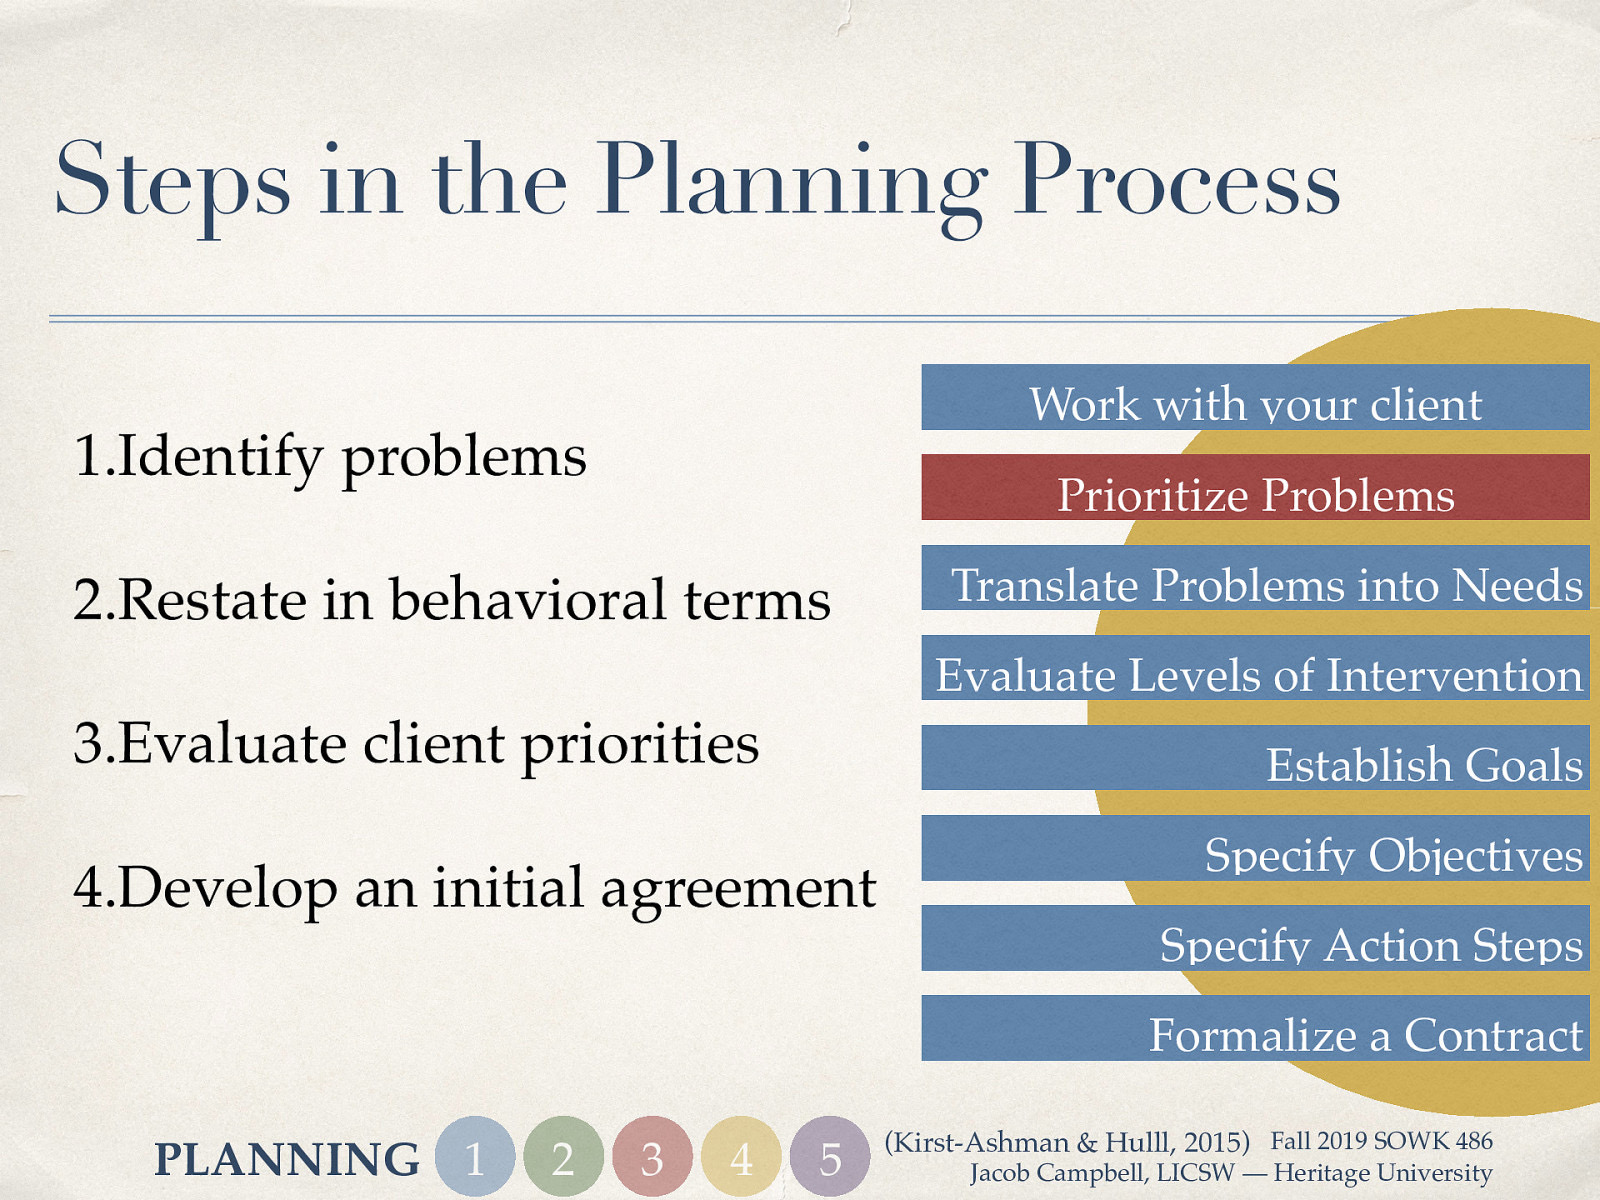 Steps in the Planning Process
1.Identify problems
2.Restate in behavioral terms
3.Evaluate client priorities
4.Develop an initial agreement
Work with your client
Prioritize Problems
Translate Problems into Needs
Evaluate Levels of Intervention
Establish Goals
Specify Objectives
Specify Action Steps
Formalize a Contract
PLANNING 1 2 3 4 5
(Kirst-Ashman & Hulll, 2015) Fall 2019 SOWK 486
Jacob Campbell, LICSW — Heritage University